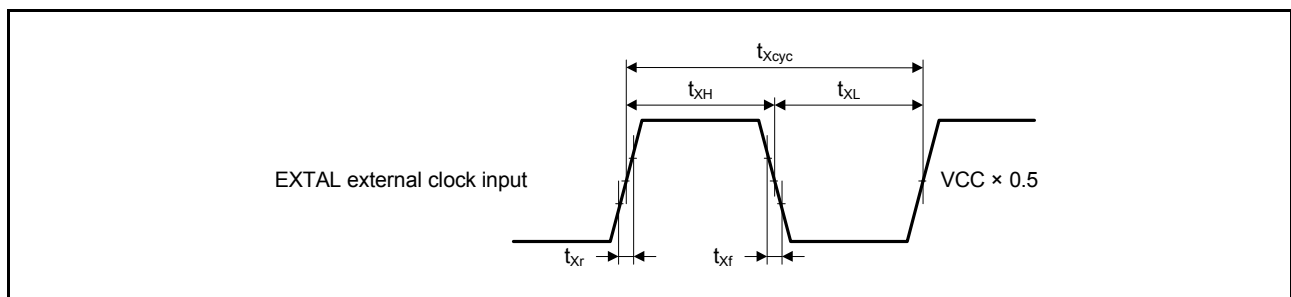 tXcyc
tXH
tXL
EXTAL external clock input
VCC × 0.5
tXr
tXf